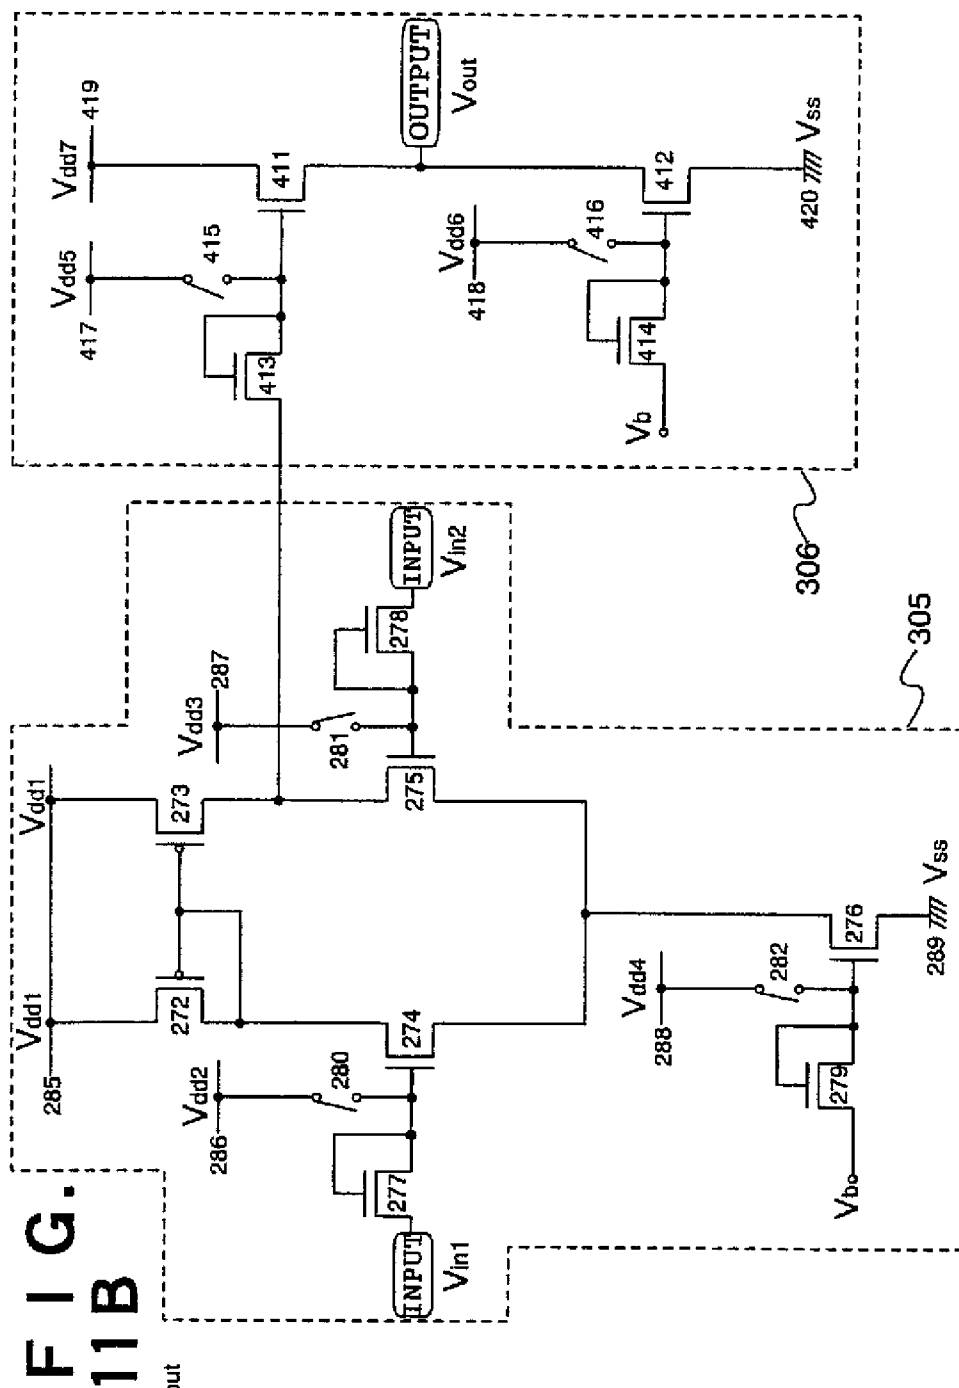 FIG.
11B
out
Vdd1
Vdd1
285
272
273
Vdd2
286
280
277
INPUT
Vin1
274
Vdd3
287
281
275
278
INPUT
Vin2
Vdd4
288
282
279
Vb
276
289
Vss
305
306
Vdd5
417
415
413
Vdd7
419
411
OUTPUT
Vout
Vdd6
418
416
414
Vb
412
420
Vss